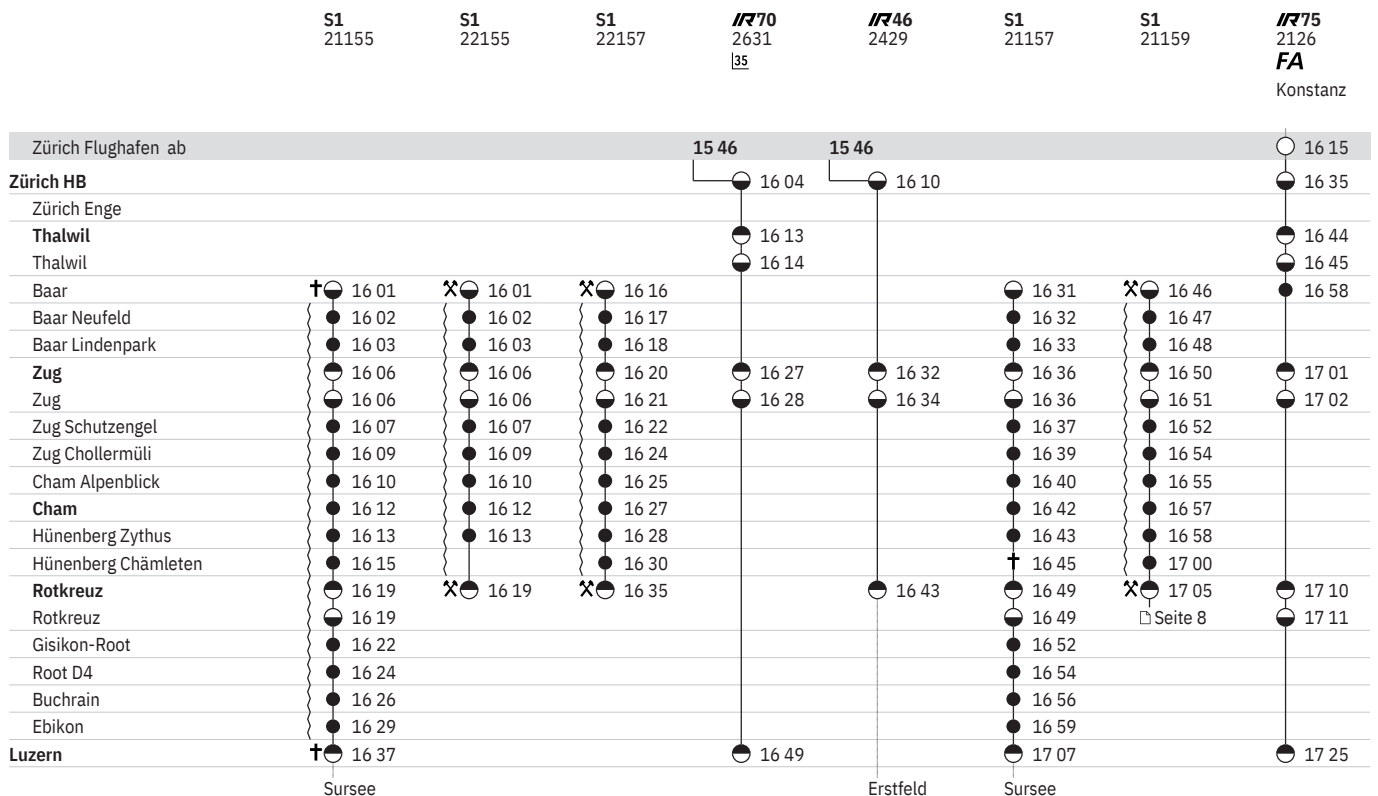 S1 S1 S1 IR70 IR46 S1 S1 IR75
21155 22155 22157 2631 2429 21157 21159 2126
35 FA
Konstanz
Zürich Flughafen ab 15 46 15 46 16 15
Zürich HB 16 04 16 10 16 35
Zürich Enge
Thalwil 16 13 16 44
Thalwil 16 14 16 45
Baar 16 01 16 01 16 16 16 31 16 46 16 58
Baar Neufeld 16 02 16 02 16 17 16 32 16 47
Baar Lindenpark 16 03 16 03 16 18 16 33 16 48
Zug 16 06 16 06 16 20 16 27 16 32 16 36 16 50 17 01
Zug 16 06 16 06 16 21 16 28 16 34 16 36 16 51 17 02
Zug Schutzengel 16 07 16 07 16 22 16 37 16 52
Zug Chollermüli 16 09 16 09 16 24 16 39 16 54
Cham Alpenblick 16 10 16 10 16 25 16 40 16 55
Cham 16 12 16 12 16 27 16 42 16 57
Hünenberg Zythus 16 13 16 13 16 28 16 43 16 58
Hünenberg Chämleten 16 15 16 30 16 45 17 00
Rotkreuz 16 19 16 19 16 35 16 43 16 49 17 05 17 10
Rotkreuz 16 19 16 49 Seite 8 17 11
Gisikon-Root 16 22 16 52
Root D4 16 24 16 54
Buchrain 16 26 16 56
Ebikon 16 29 16 59
Luzern 16 37 16 49 17 07 17 25
Sursee Erstfeld Sursee